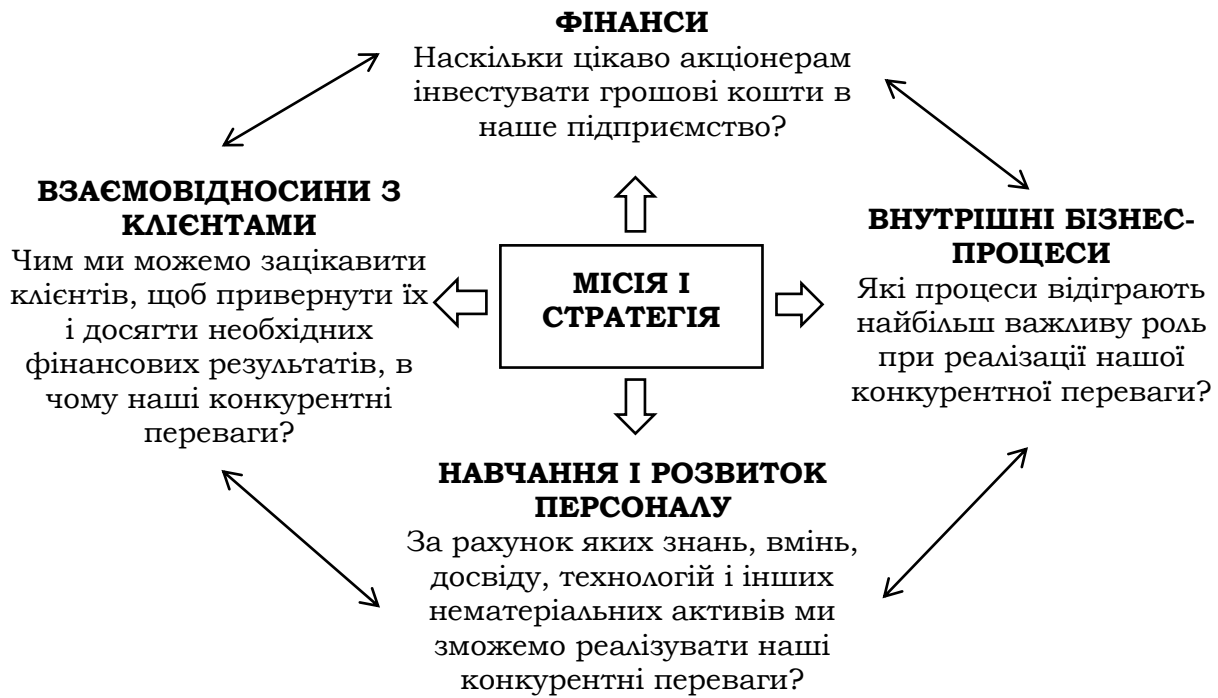 ФІНАНСИ
Наскільки цікаво акціонерам
інвестувати грошові кошти в
наше підприємство?
ВЗАЄМОВІДНОСИНИ З
КЛІЄНТАМИ
Чим ми можемо зацікавити
клієнтів, щоб привернути їх
і досягти необхідних
фінансових результатів, в
чому наші конкурентні
переваги?
МІСІЯ І
СТРАТЕГІЯ
ВНУТРІШНІ БІЗНЕС-
ПРОЦЕСИ
Які процеси відіграють
найбільш важливу роль
при реалізації нашої
конкурентної переваги?
НАВЧАННЯ І РОЗВИТОК
ПЕРСОНАЛУ
За рахунок яких знань, вмінь,
досвіду, технологій і інших
нематеріальних активів ми
зможемо реалізувати наші
конкурентні переваги?